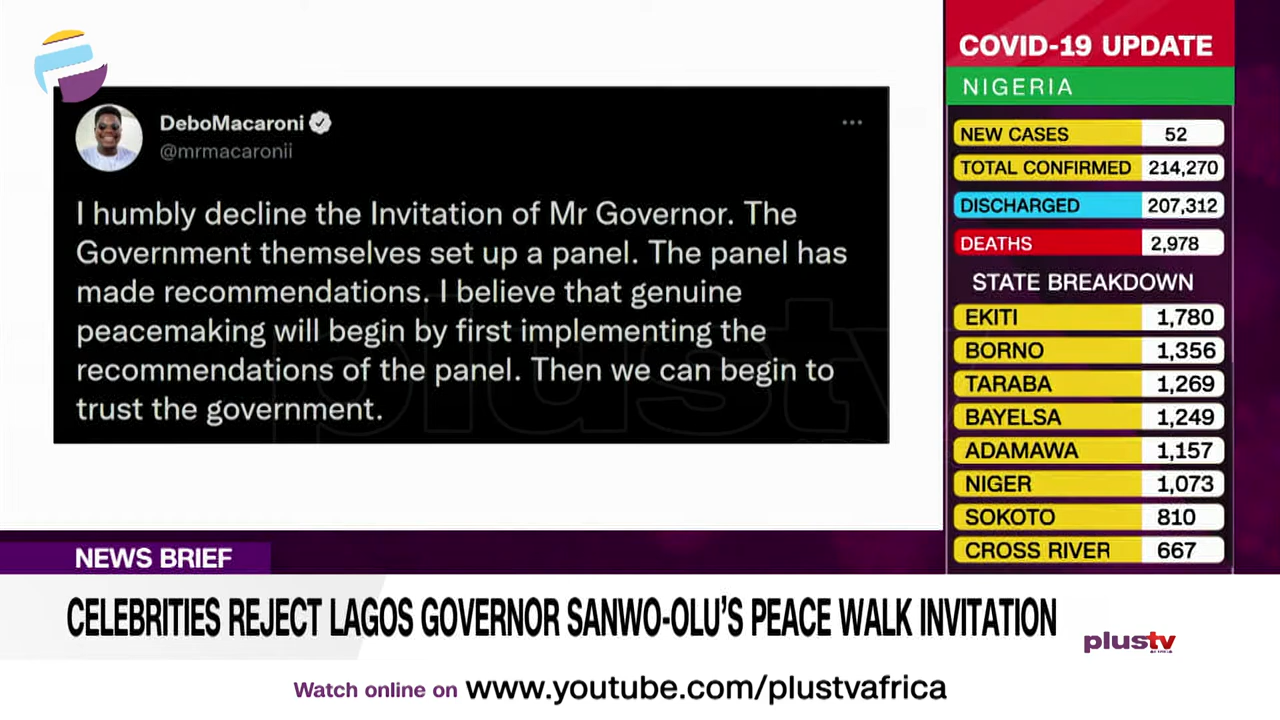 DeboMacaroni
@mrmacaronii
I humbly decline the Invitation of Mr Governor. The
Government themselves set up a panel. The panel has
made recommendations. I believe that genuine
peacemaking will begin by first implementing the
recommendations of the panel. Then we can begin to
trust the government.
plustv
COVID-19 UPDATE
NIGERIA
NEW CASES 52
TOTAL CONFIRMED 214,270
DISCHARGED 207,312
DEATHS 2,978
STATE BREAKDOWN
EKITI 1,780
BORNO 1,356
TARABA 1,269
BAYELSA 1,249
ADAMAWA 1,157
NIGER 1,073
SOKOTO 810
CROSS RIVER 667
NEWS BRIEF
CELEBRITIES REJECT LAGOS GOVERNOR SANWO-OLU'S PEACE WALK INVITATION
plustv
Watch online on www.youtube.com/plustvafrica